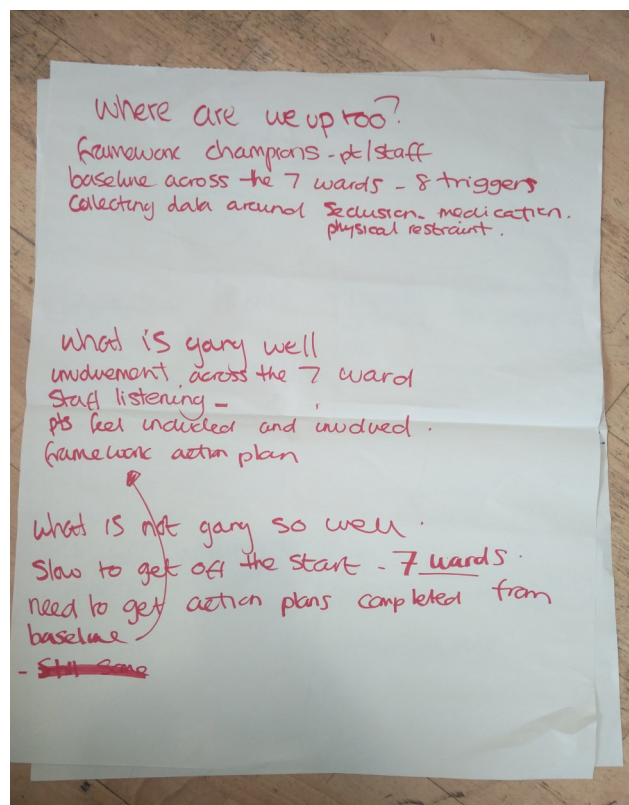 Where are we up too?
framework champions - pt/staff
baseline across the 7 wards - 8 triggers
Collecting data around Seclusion - medication.
physical restraint.
What is going well
involvement across the 7 ward
Staff listening -
pts feel included and involved.
framework action plan
What is not going so well.
Slow to get off the start - 7 wards.
need to get action plans completed from
baseline
- Still some